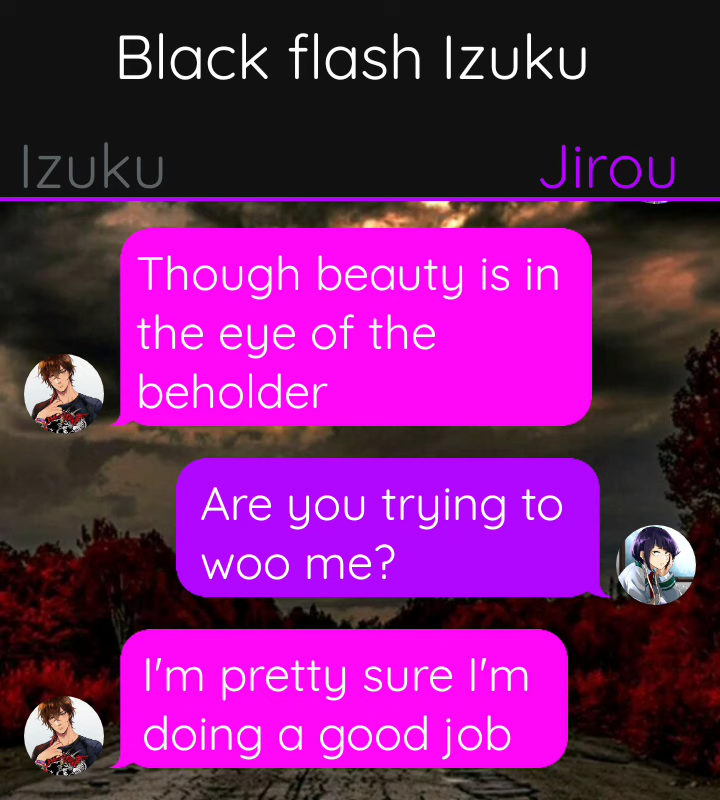 Black flash Izuku
Izuku
Jirou
Though beauty is in
the eye of the
beholder
Are you trying to
woo me?
I'm pretty sure I'm
doing a good job